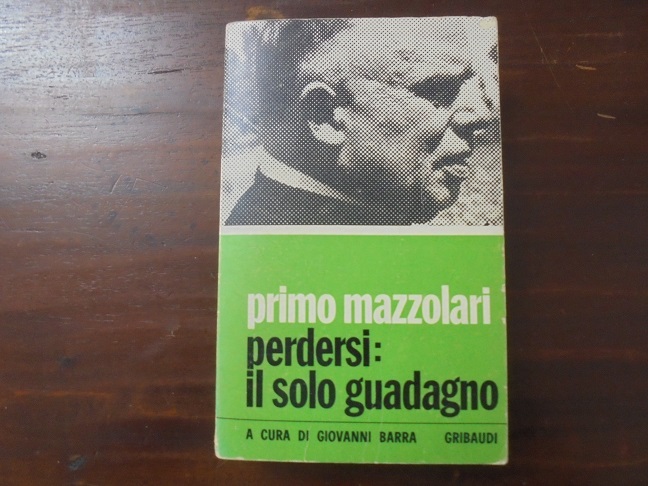 primo mazzolari
perdersi:
il solo guadagno
A CURA DI GIOVANNI BARRA GRIBAUDI